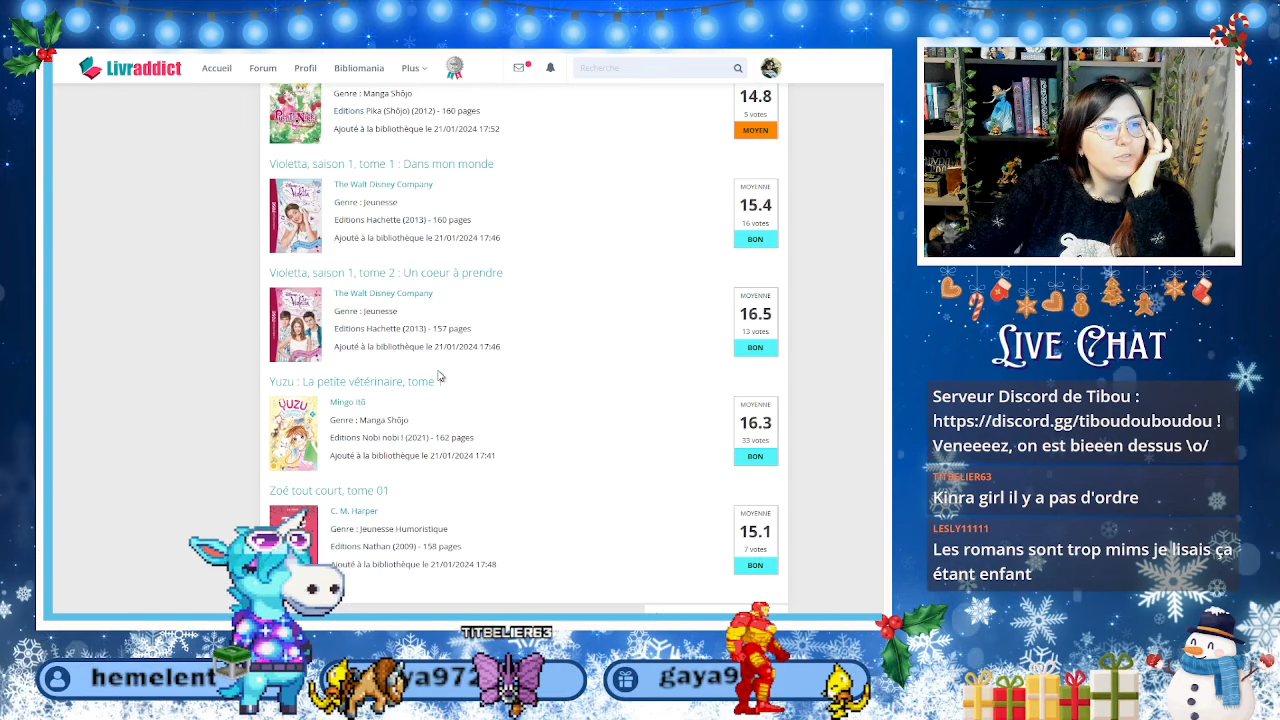 Livraddict Accueil Forum Profil Bibliomania Plus Recherche
Genre : Manga Shôjo
Editions Pika (Shôjo) (2012) - 160 pages
Ajouté à la bibliothèque le 21/01/2024 17:52
14.8
5 votes
MOYEN
Violetta, saison 1, tome 1 : Dans mon monde
The Walt Disney Company
Genre : Jeunesse
Editions Hachette (2013) - 160 pages
Ajouté à la bibliothèque le 21/01/2024 17:46
MOYENNE
15.4
16 votes
BON
Violetta, saison 1, tome 2 : Un coeur à prendre
The Walt Disney Company
Genre : Jeunesse
Editions Hachette (2013) - 157 pages
Ajouté à la bibliothèque le 21/01/2024 17:46
MOYENNE
16.5
13 votes
BON
Yuzu : La petite vétérinaire, tome
Mingo Itô
Genre : Manga Shôjo
Editions Nobi nobi ! (2021) - 162 pages
Ajouté à la bibliothèque le 21/01/2024 17:41
MOYENNE
16.3
33 votes
BON
YUZU
Zoé tout court, tome 01
C. M. Harper
Genre : Jeunesse Humoristique
Editions Nathan (2009) - 158 pages
Ajouté à la bibliothèque le 21/01/2024 17:48
MOYENNE
15.1
7 votes
BON
LIVE CHAT
Serveur Discord de Tibou :
https://discord.gg/tiboudouboudou !
Veneeeez, on est bieeen dessus \o/
TITBELIER63
Kinra girl il y a pas d'ordre
LESLY11111
Les romans sont trop mims je lisais ça
étant enfant
TITBELIER63
hemelent